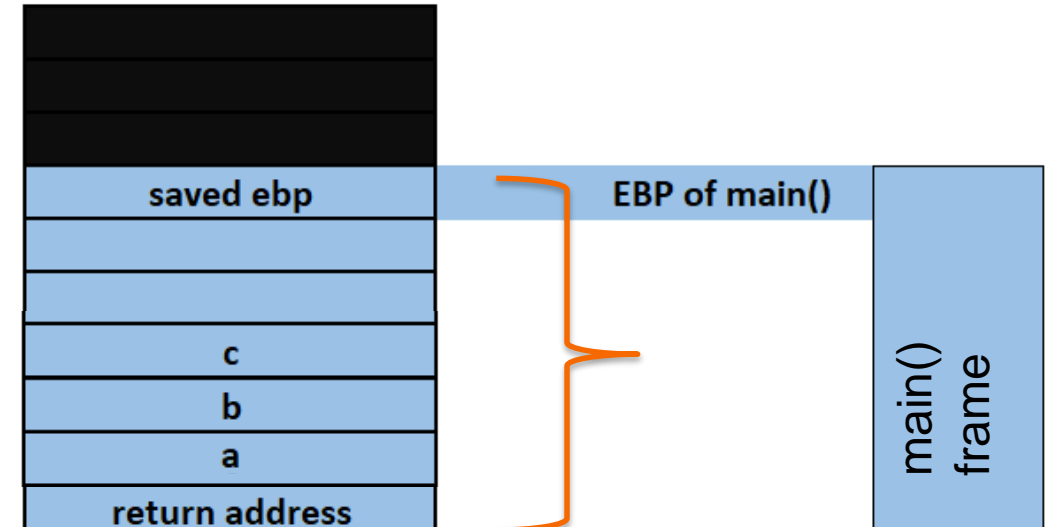 saved ebp
EBP of main()
c
b
a
return address
main()
frame